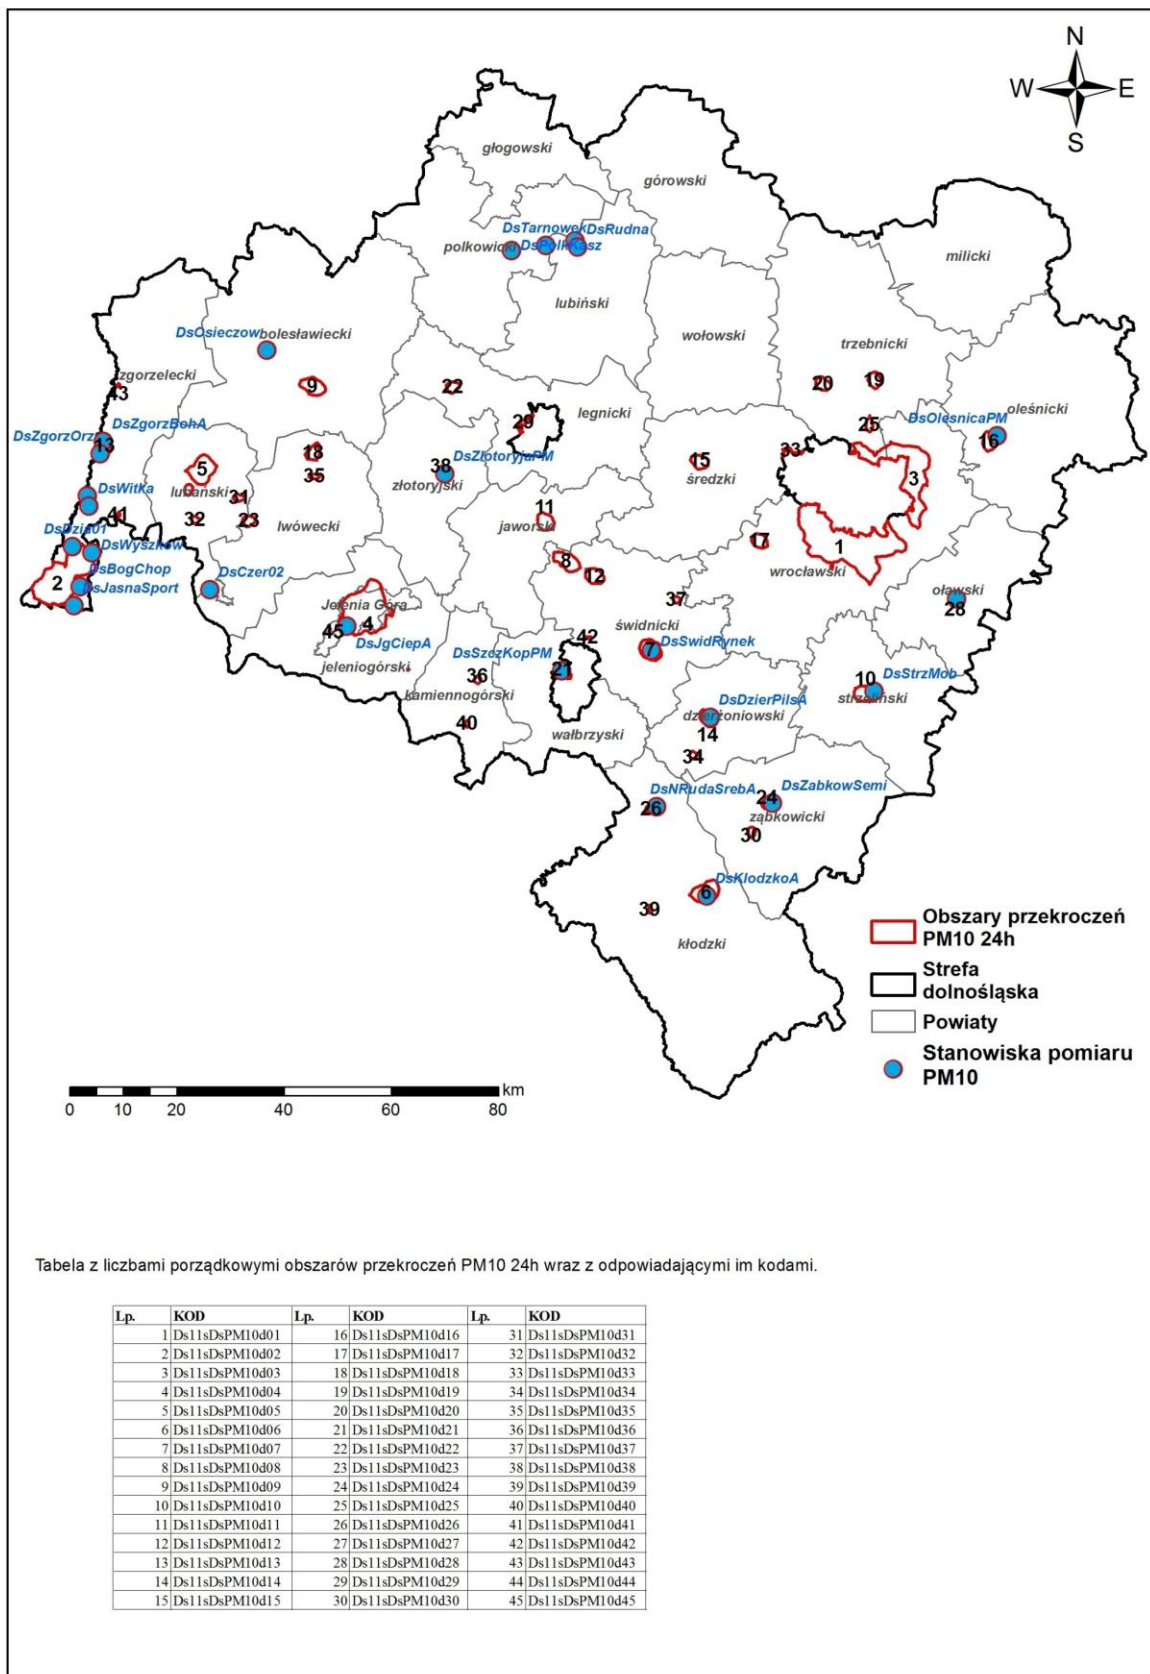 N
W E
S
głogowski
górowski
milicki
DsTarnowek DsRudna
polkowicki DsPolkKasz
lubiński
wołowski
trzebnicki
DsOsieczow bolesławiecki
zgorzelecki
43
9
22
20
19
legnicki
oleśnicki
DsOlesnicaPM
16
25
29
DsZgorzBohA
DsZgorzOrz
13
33
18
38 DsZlotoryjaPM
złotoryjski
15
średzki
5
35
3
lubański
31
DsWitka
41
32
23
lwówecki
11
jaworski
17
1
wrocławski
DsDzia01
DsWyszkow
8
12
2
DsBogChop
DsJasnaSport
DsCzer02
oławski
28
37
Jelenia Góra
45
4
DsJgCiepA
świdnicki
42
7
DsSwidRynek
jeleniogórski
DsSzczKopPM
21
36
kamiennogórski
10
DsStrzMob
strzeliński
40
wałbrzyski
DsDzierPilsA
dzierżoniowski
14
34
DsNRudaSrebA
26
DsZabkowSemi
24
ząbkowicki
30
DsKlodzkoA
6
39
kłodzki
Obszary przekroczeń
PM10 24h
Strefa
dolnośląska
Powiaty
Stanowiska pomiaru
PM10
km
0 10 20 40 60 80
Tabela z liczbami porządkowymi obszarów przekroczeń PM10 24h wraz z odpowiadającymi im kodami.
Lp. KOD Lp. KOD Lp. KOD
1 Ds11sDsPM10d01 16 Ds11sDsPM10d16 31 Ds11sDsPM10d31
2 Ds11sDsPM10d02 17 Ds11sDsPM10d17 32 Ds11sDsPM10d32
3 Ds11sDsPM10d03 18 Ds11sDsPM10d18 33 Ds11sDsPM10d33
4 Ds11sDsPM10d04 19 Ds11sDsPM10d19 34 Ds11sDsPM10d34
5 Ds11sDsPM10d05 20 Ds11sDsPM10d20 35 Ds11sDsPM10d35
6 Ds11sDsPM10d06 21 Ds11sDsPM10d21 36 Ds11sDsPM10d36
7 Ds11sDsPM10d07 22 Ds11sDsPM10d22 37 Ds11sDsPM10d37
8 Ds11sDsPM10d08 23 Ds11sDsPM10d23 38 Ds11sDsPM10d38
9 Ds11sDsPM10d09 24 Ds11sDsPM10d24 39 Ds11sDsPM10d39
10 Ds11sDsPM10d10 25 Ds11sDsPM10d25 40 Ds11sDsPM10d40
11 Ds11sDsPM10d11 26 Ds11sDsPM10d26 41 Ds11sDsPM10d41
12 Ds11sDsPM10d12 27 Ds11sDsPM10d27 42 Ds11sDsPM10d42
13 Ds11sDsPM10d13 28 Ds11sDsPM10d28 43 Ds11sDsPM10d43
14 Ds11sDsPM10d14 29 Ds11sDsPM10d29 44 Ds11sDsPM10d44
15 Ds11sDsPM10d15 30 Ds11sDsPM10d30 45 Ds11sDsPM10d45